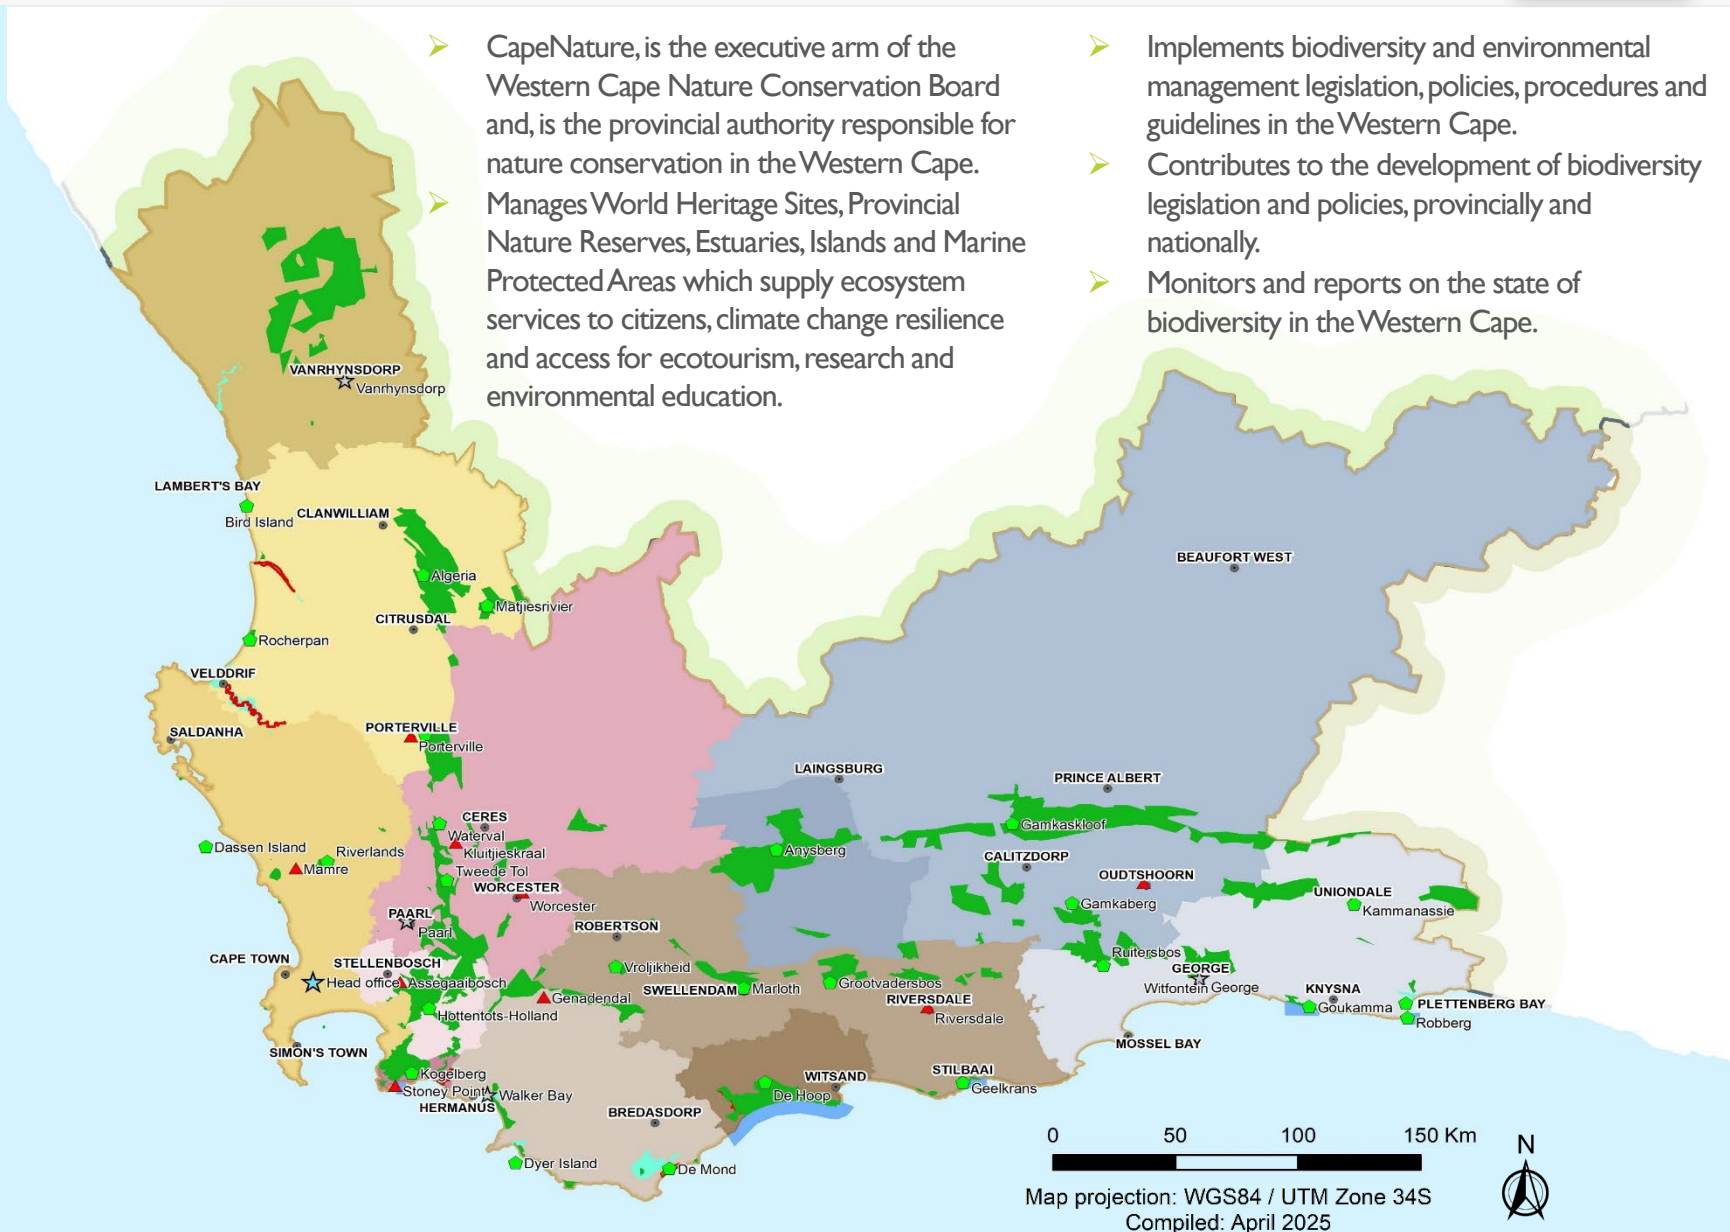 CapeNature, is the executive arm of the
Western Cape Nature Conservation Board
and, is the provincial authority responsible for
nature conservation in the Western Cape.
Manages World Heritage Sites, Provincial
Nature Reserves, Estuaries, Islands and Marine
Protected Areas which supply ecosystem
services to citizens, climate change resilience
and access for ecotourism, research and
environmental education.
Implements biodiversity and environmental
management legislation, policies, procedures and
guidelines in the Western Cape.
Contributes to the development of biodiversity
legislation and policies, provincially and
nationally.
Monitors and reports on the state of
biodiversity in the Western Cape.
VANRHYNSDORP
Vanrhynsdorp
LAMBERT'S BAY
Bird Island
CLANWILLIAM
Algeria
Matjiesrivier
CITRUSDAL
Rocherpan
VELDDRIF
SALDANHA
PORTERVILLE
Porterville
BEAUFORT WEST
LAINGSBURG
PRINCE ALBERT
CERES
Waterval
Kluitjieskraal
Tweede Tol
Dassen Island
Riverlands
Mamre
WORCESTER
Worcester
PAARL
Paarl
ROBERTSON
Vroljikheid
Anysberg
Gamkaskloof
CALITZDORP
OUDTSHOORN
Gamkaberg
UNIONDALE
Kammanassie
CAPE TOWN
Head office
STELLENBOSCH
Assegaaibosch
Hottentots-Holland
Genadendal
SWELLENDAM
Marloth
Grootvadersbos
RIVERSDALE
Riversdale
Ruitersbos
GEORGE
Witfontein
George
KNYSNA
Goukamma
PLETTENBERG BAY
Robberg
MOSSEL BAY
SIMON'S TOWN
Kogelberg
Stoney Point
HERMANUS
Walker Bay
WITSAND
De Hoop
STILBAAI
Geelkrans
BREDASDORP
Dyer Island
De Mond
0 50 100 150 Km
N
Map projection: WGS84 / UTM Zone 34S
Compiled: April 2025